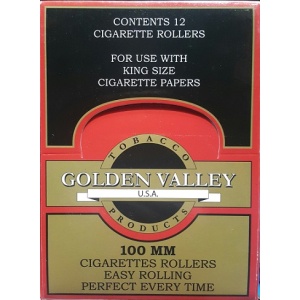 CONTENTS 12
CIGARETTE ROLLERS
FOR USE WITH
KING SIZE
CIGARETTE PAPERS
TOBACCO
GOLDEN VALLEY
U.S.A.
PRODUCTS
100 MM
CIGARETTES ROLLERS
EASY ROLLING
PERFECT EVERY TIME